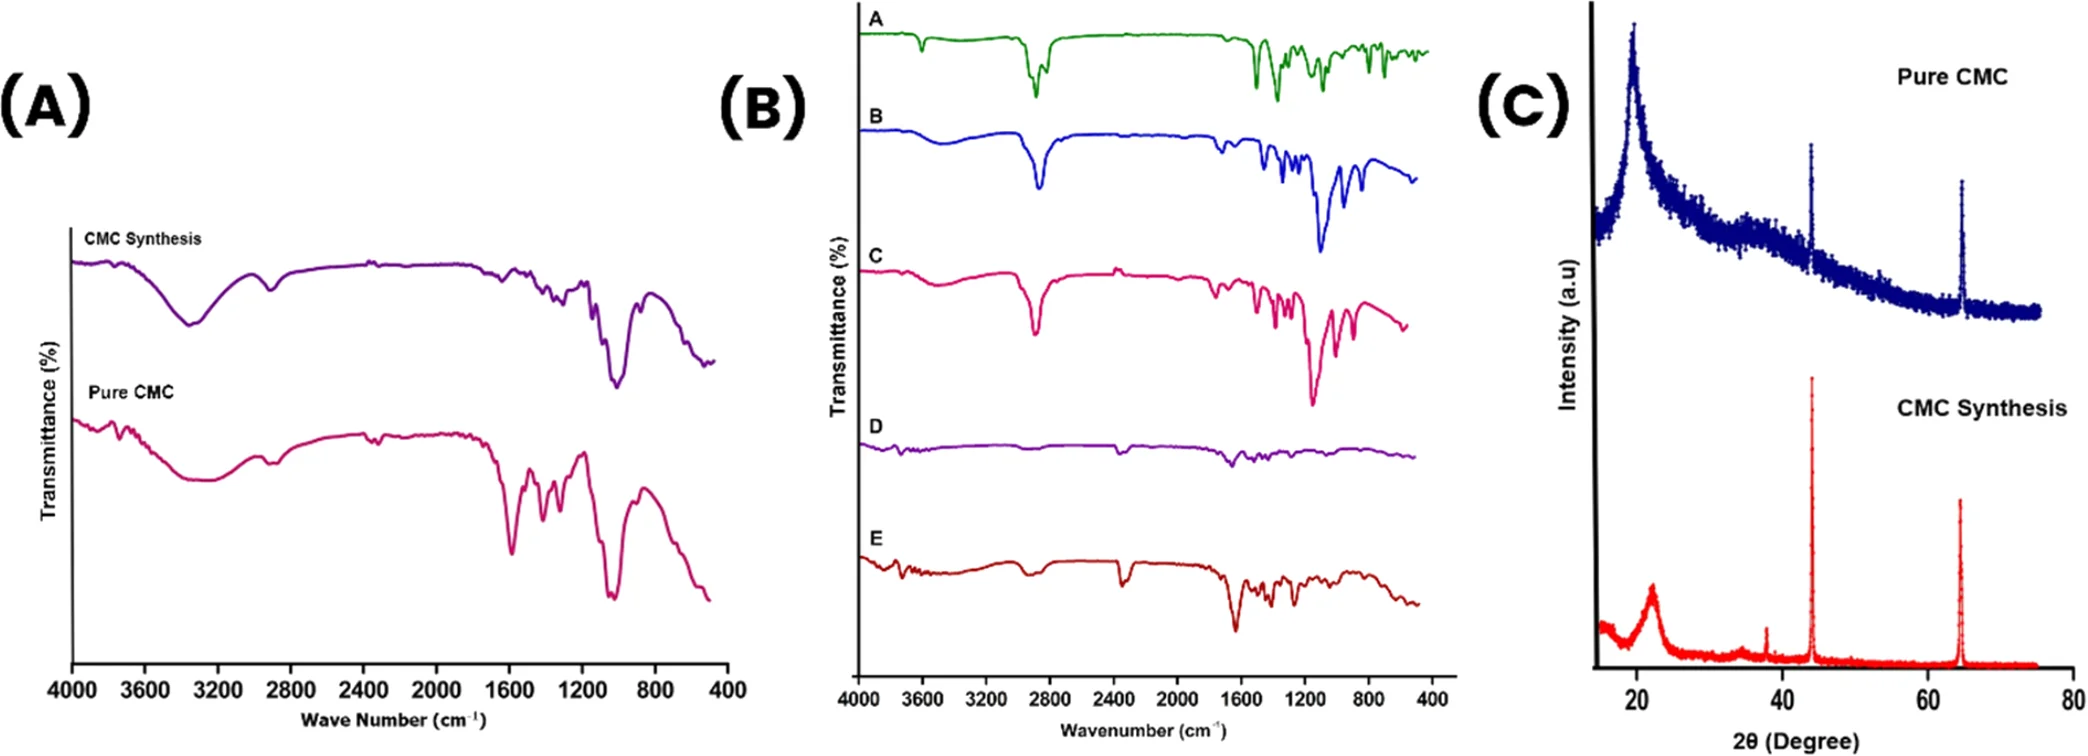 (A)
CMC Synthesis
Pure CMC
Transmittance (%)
4000 3600 3200 2800 2400 2000 1600 1200 800 400
Wave Number (cm⁻¹)
(B)
A
B
C
D
E
Transmittance (%)
4000 3600 3200 2800 2400 2000 1600 1200 800 400
Wavenumber (cm⁻¹)
(C)
Pure CMC
CMC Synthesis
Intensity (a.u)
20 40 60 80
2θ (Degree)